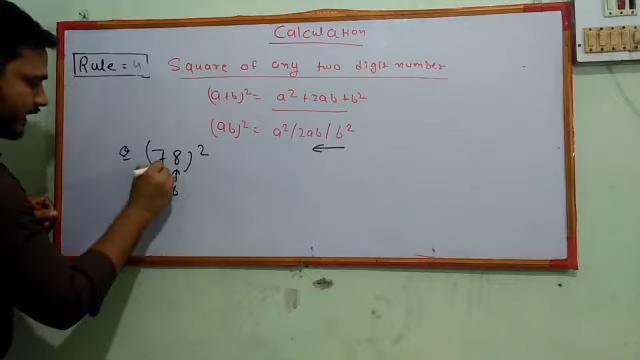 Calculation
Rule = 4 Square of any two digit number
(a+b)² = a² + 2ab + b²
(ab)² = a² / 2ab / b²
←
Q (78)²
↑
b